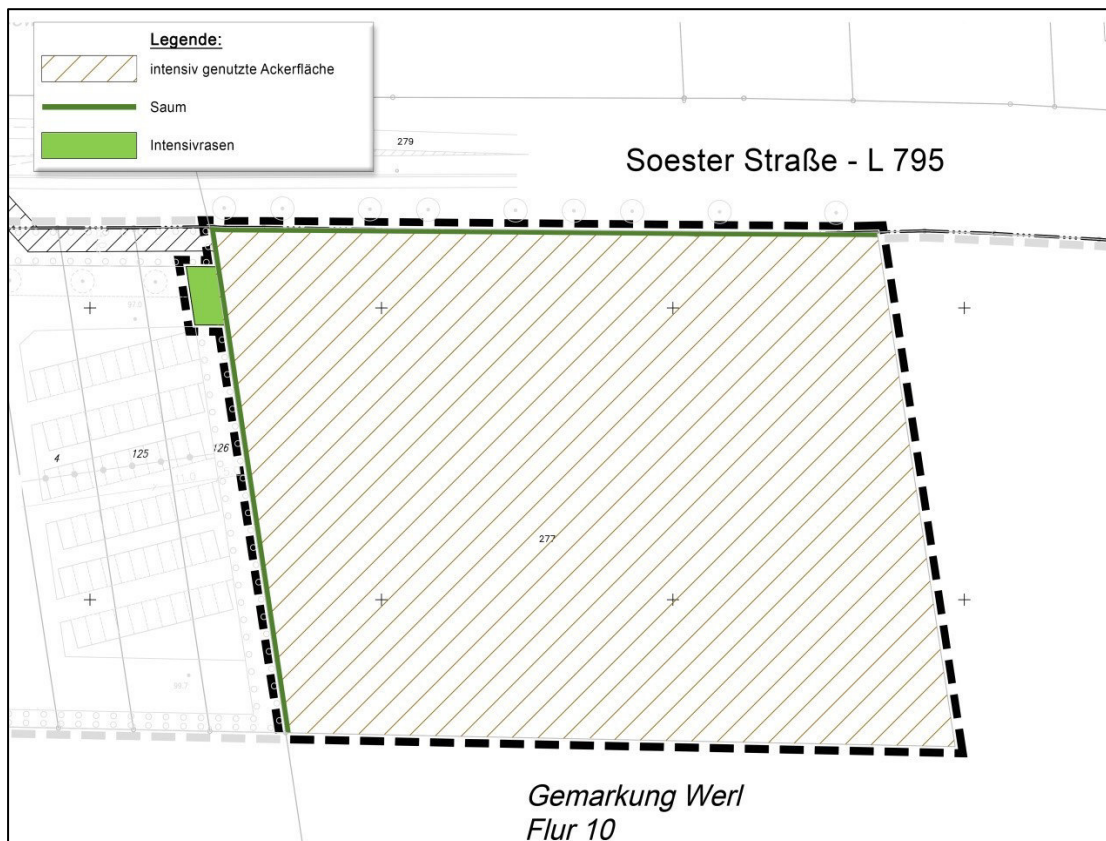 Legende:
intensiv genutzte Ackerfläche
Saum
Intensivrasen
279
Soester Straße - L 795
4
125
126
277
Gemarkung Werl
Flur 10